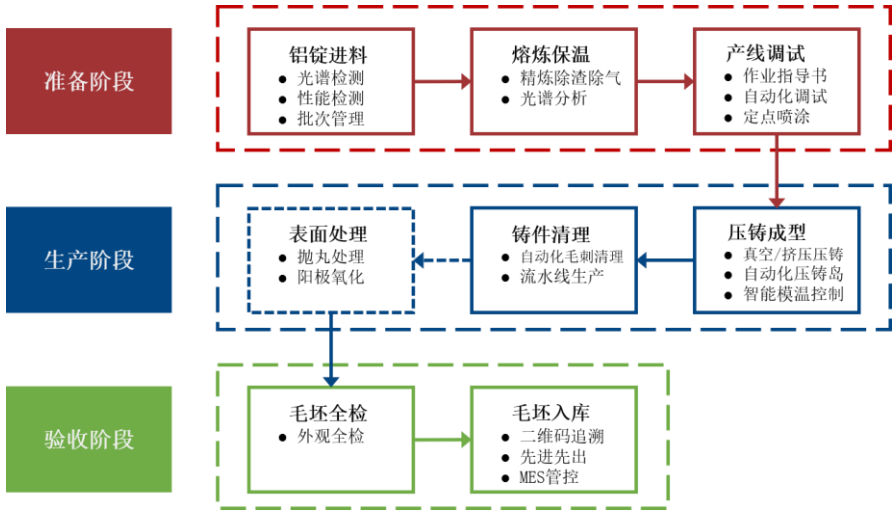 准备阶段
铝锭进料
● 光谱检测
● 性能检测
● 批次管理
熔炼保温
● 精炼除渣除气
● 光谱分析
产线调试
● 作业指导书
● 自动化调试
● 定点喷涂
生产阶段
表面处理
● 抛丸处理
● 阳极氧化
铸件清理
● 自动化毛刺清理
● 流水线生产
压铸成型
● 真空/挤压压铸
● 自动化压铸岛
● 智能模温控制
验收阶段
毛坯全检
● 外观全检
毛坯入库
● 二维码追溯
● 先进先出
● MES管控